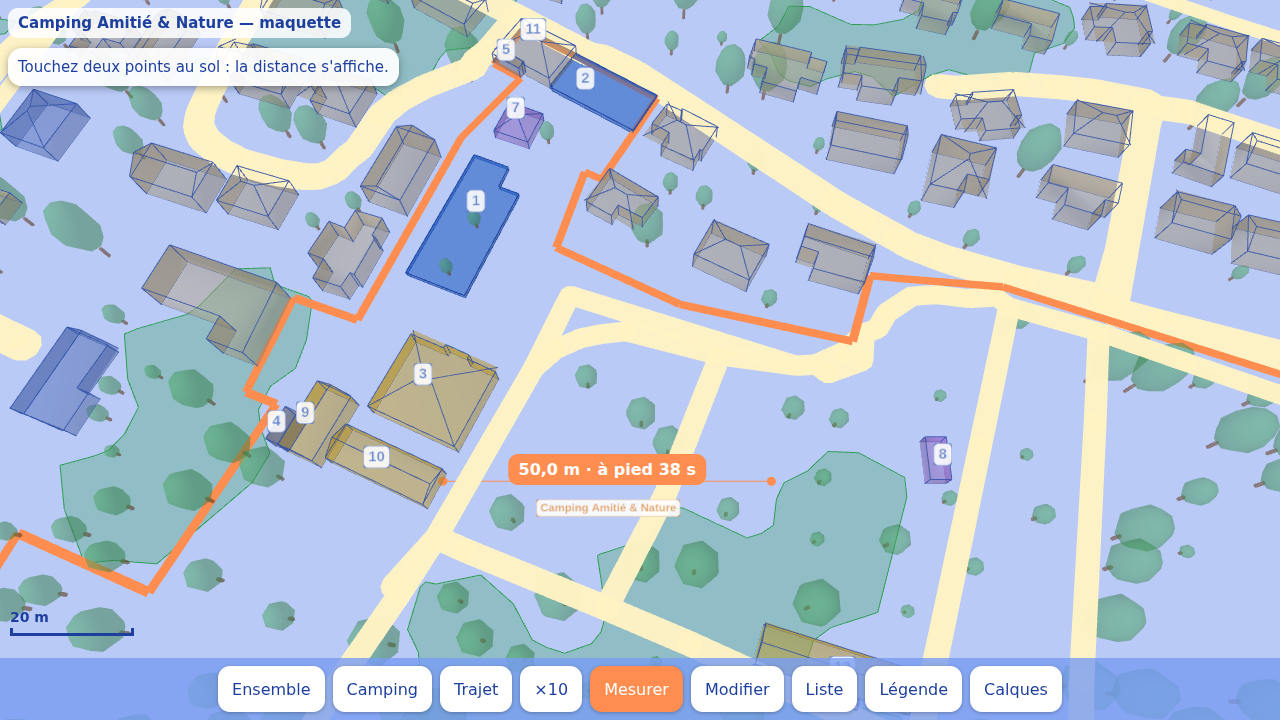 Camping Amitié & Nature — maquette
Touchez deux points au sol : la distance s'affiche.
11
5
2
7
1
3
9
4
10
8
50,0 m · à pied 38 s
Camping Amitié & Nature
20 m
Ensemble
Camping
Trajet
×10
Mesurer
Modifier
Liste
Légende
Calques